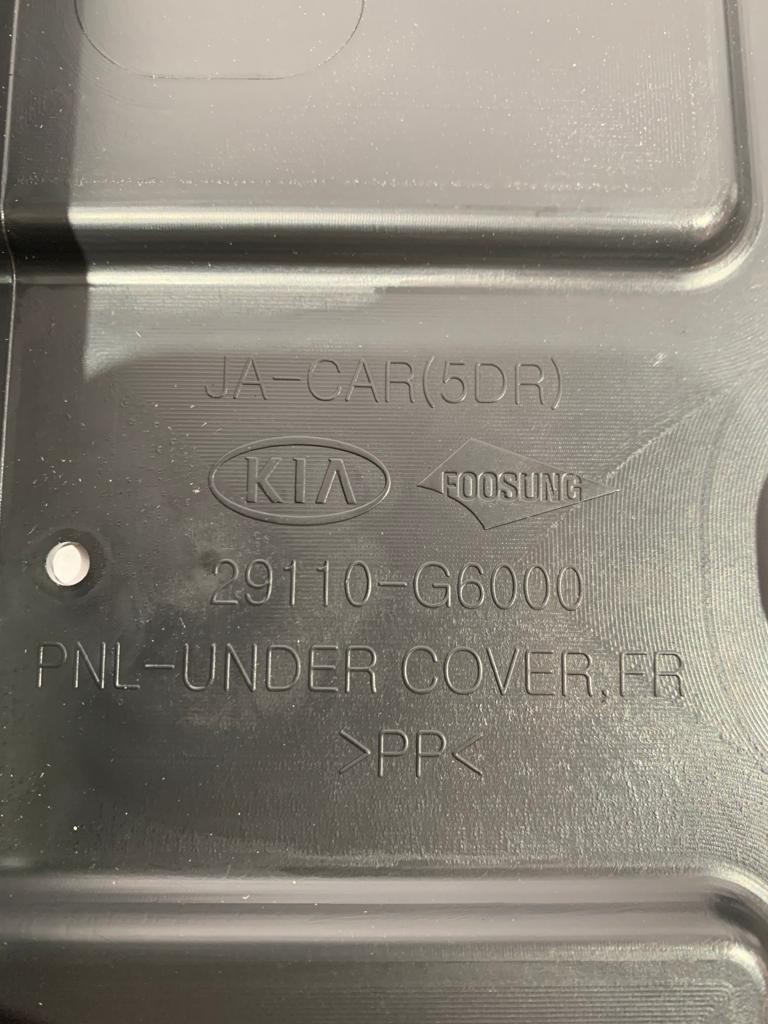 JA-CAR(5DR)
KIA FOOSUNG
29110-G6000
PNL-UNDER COVER,FR
>PP<